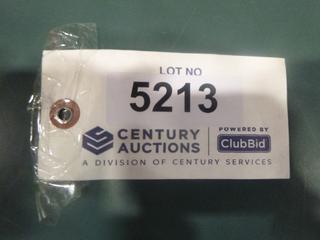 LOT NO
5213
CENTURY AUCTIONS
POWERED BY
ClubBid
A DIVISION OF CENTURY SERVICES